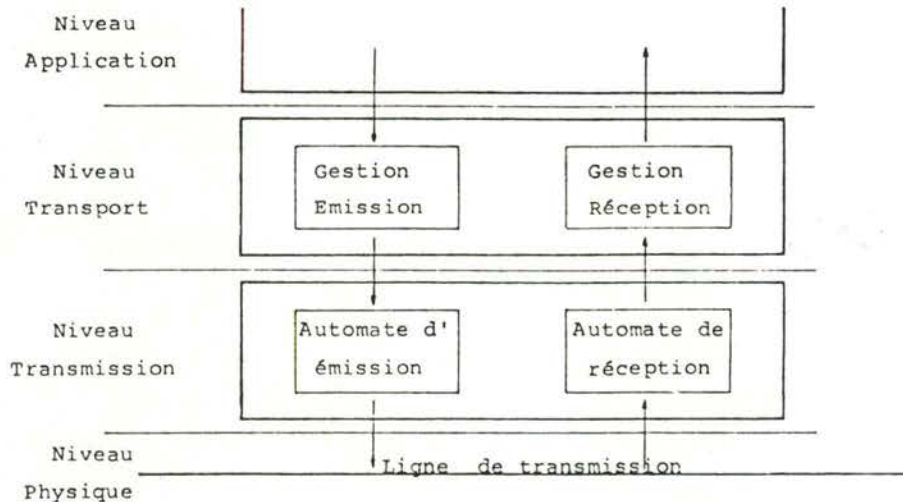 Niveau
Application
Niveau
Transport
Gestion
Emission
Gestion
Réception
Niveau
Transmission
Automate d'
émission
Automate de
réception
Niveau
Physique
Ligne de transmission